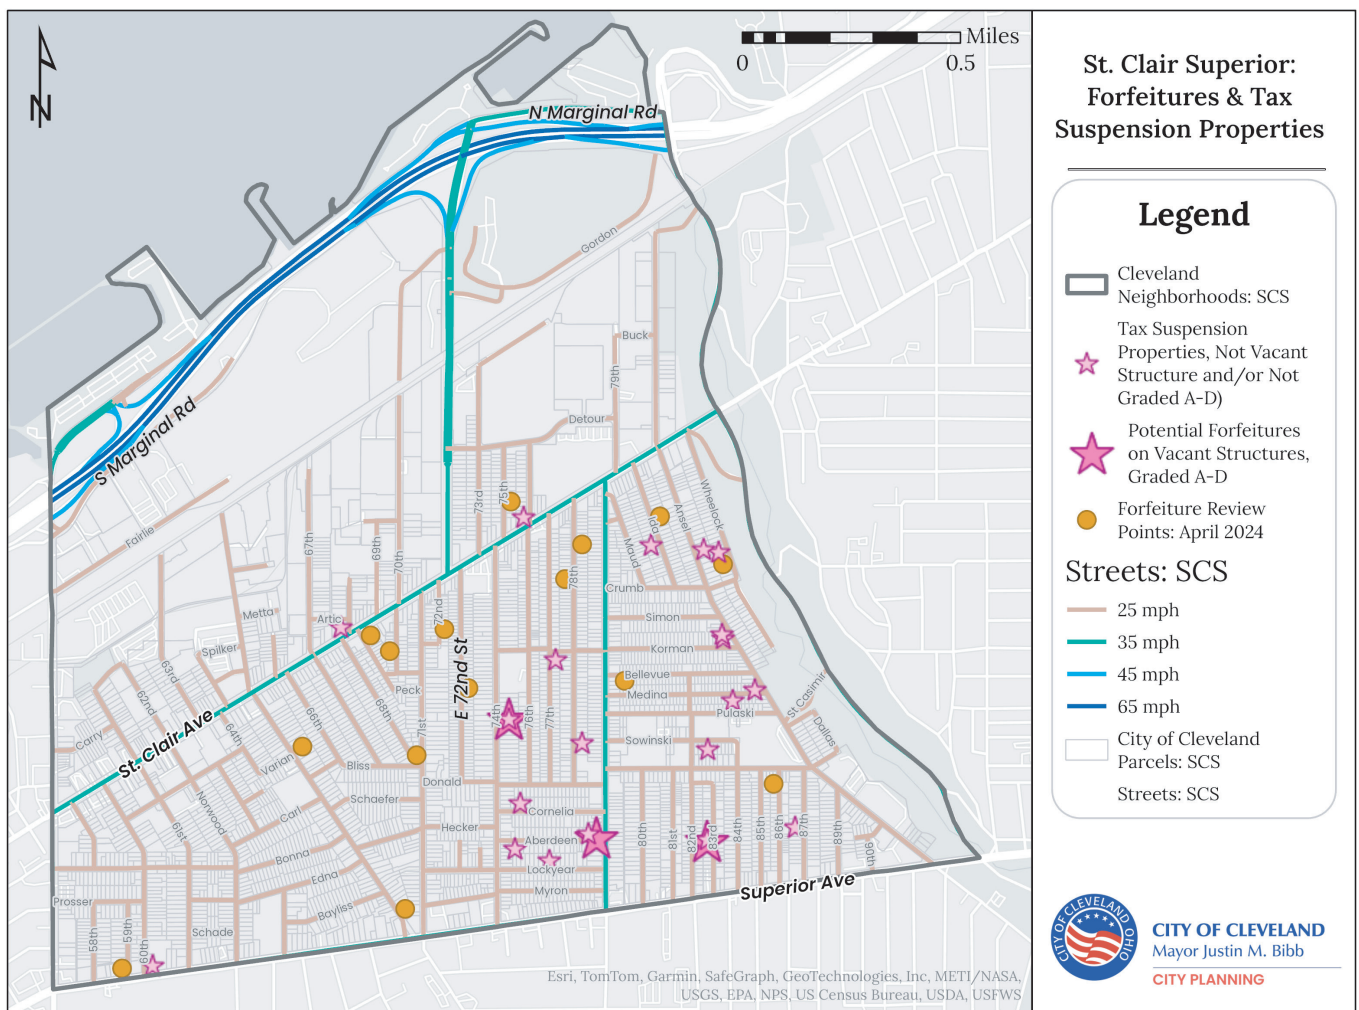 N
Miles
0
0.5
N Marginal Rd
Gordon
Buck
79th
Detour
S Marginal Rd
Fairlie
67th
69th
70th
73rd
75th
Ida
Ansel
Wheelock
Maud
78th
Crumb
Metta
Artic
72nd
Simon
Spilker
Korman
63rd
62nd
Peck
E 72nd St
Bellevue
Medina
St Casimir
68th
66th
64th
71st
74th
76th
77th
Pulaski
Dallas
Carry
St. Clair Ave
Sowinski
Varian
Bliss
Donald
Norwood
Schaefer
Carl
Cornelia
61st
Hecker
Aberdeen
80th
81st
82nd
83rd
84th
85th
86th
87th
89th
90th
Bonna
Edna
Lockyear
Myron
Superior Ave
Prosser
Bayliss
58th
59th
60th
Schade
Esri, TomTom, Garmin, SafeGraph, GeoTechnologies, Inc, METI/NASA,
USGS, EPA, NPS, US Census Bureau, USDA, USFWS
St. Clair Superior:
Forfeitures & Tax
Suspension Properties
Legend
Cleveland
Neighborhoods: SCS
Tax Suspension
Properties, Not Vacant
Structure and/or Not
Graded A-D)
Potential Forfeitures
on Vacant Structures,
Graded A-D
Forfeiture Review
Points: April 2024
Streets: SCS
25 mph
35 mph
45 mph
65 mph
City of Cleveland
Parcels: SCS
Streets: SCS
CITY OF CLEVELAND OHIO
CITY OF CLEVELAND
Mayor Justin M. Bibb
CITY PLANNING